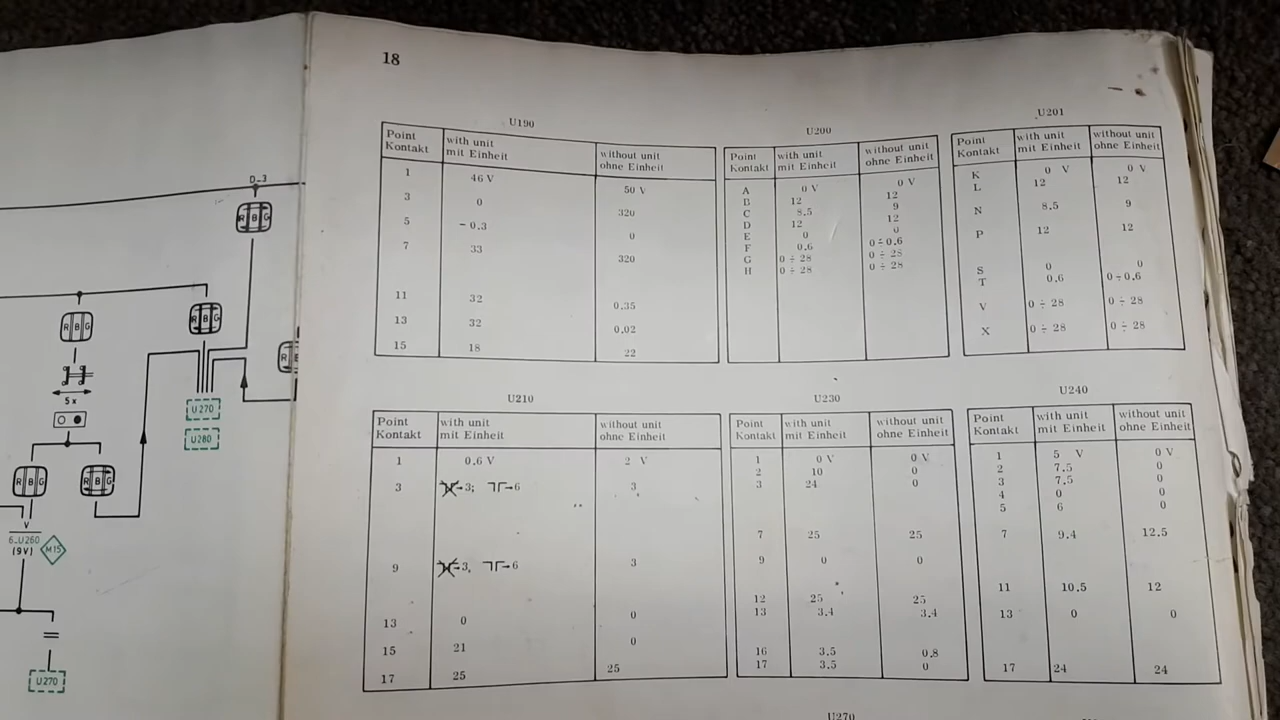 18
D-3
R B G
R B G
R B G
R B
5x
U270
U280
R B G
R B G
V
6-U260
(9V)
M15
U270
U190
Point with unit without unit
Kontakt mit Einheit ohne Einheit
1 46 V 50 V
3 0 320
5 - 0.3 0
7 33 320
11 32 0.35
13 32 0.02
15 18 22
U200
Point with unit without unit
Kontakt mit Einheit ohne Einheit
A 0 V 0 V
B 12 12
C 8.5 9
D 12 12
E 0 0
F 0.6 0÷0.6
G 0 ÷ 28 0 ÷ 28
H 0 ÷ 28 0 ÷ 28
U201
Point with unit without unit
Kontakt mit Einheit ohne Einheit
K 0 V 0 V
L 12 12
N 8.5 9
P 12 12
S 0 0
T 0.6 0÷0.6
V 0 ÷ 28 0 ÷ 28
X 0 ÷ 28 0 ÷ 28
U210
Point with unit without unit
Kontakt mit Einheit ohne Einheit
1 0.6 V 2 V
3 3; 6 3
9 3, 6 3
13 0 0
15 21 0
17 25 25
U230
Point with unit without unit
Kontakt mit Einheit ohne Einheit
1 0 V 0 V
2 10 0
3 24 0
7 25 25
9 0 0
12 25 25
13 3.4 3.4
16 3.5 0.8
17 3.5 0
U240
Point with unit without unit
Kontakt mit Einheit ohne Einheit
1 5 V 0 V
2 7.5 0
3 7.5 0
4 0 0
5 6 0
7 9.4 12.5
11 10.5 12
13 0 0
17 24 24
U270